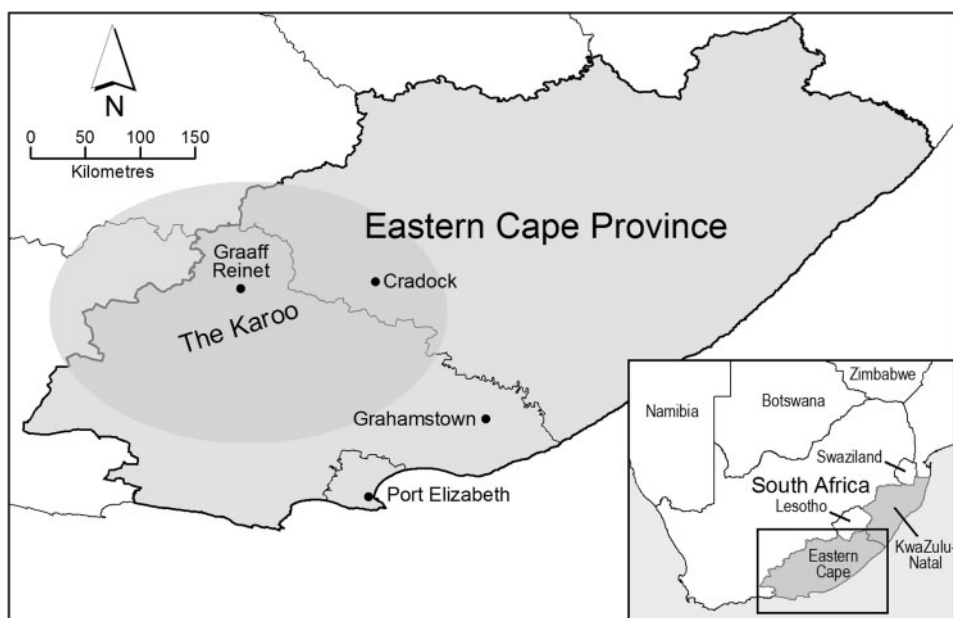 N
0 50 100 150
Kilometres
Eastern Cape Province
Graaff
Reinet
Cradock
The Karoo
Grahamstown
Port Elizabeth
Zimbabwe
Botswana
Namibia
Swaziland
South Africa
Lesotho
Eastern
Cape
KwaZulu-
Natal